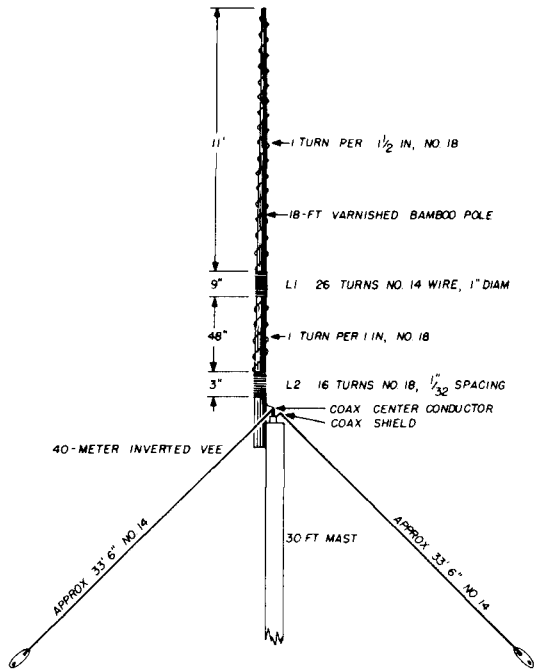 11'
1 TURN PER 1 1/2 IN, NO. 18
18-FT VARNISHED BAMBOO POLE
9"
L1 26 TURNS NO. 14 WIRE, 1" DIAM
48"
1 TURN PER 1 IN, NO. 18
3"
L2 16 TURNS NO. 18, 1/32" SPACING
COAX CENTER CONDUCTOR
COAX SHIELD
40-METER INVERTED VEE
30 FT MAST
APPROX 33'6" NO. 14
APPROX 33'6" NO. 14